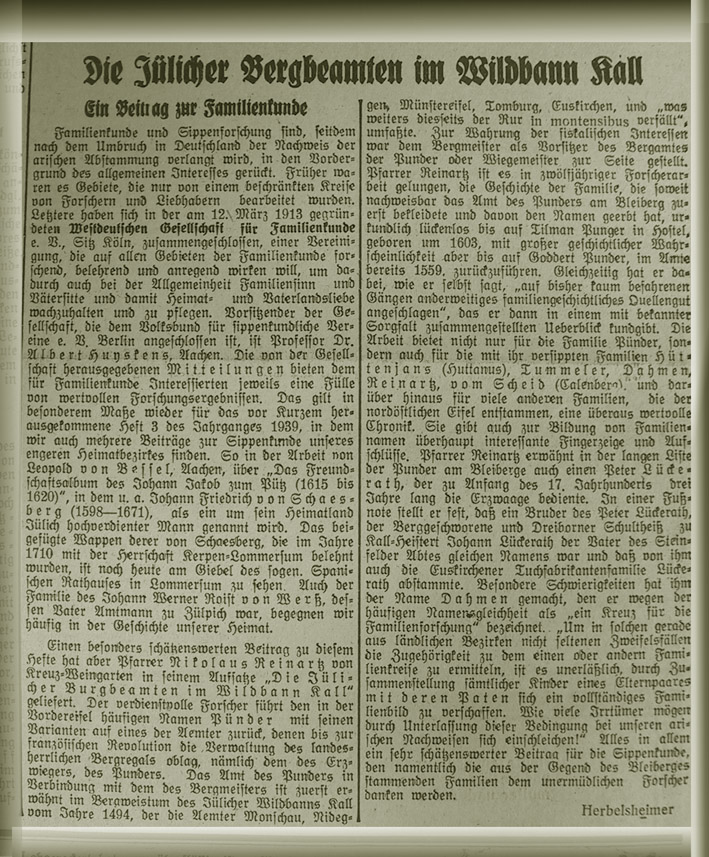 Die Jülicher Bergbeamten im Wildbann Kall
Ein Beitrag zur Familienkunde
Familienkunde und Sippenforschung sind, seitdem
nach dem Umbruch in Deutschland der Nachweis der
arischen Abstammung verlangt wird, in den Vorder-
grund des allgemeinen Interesses gerückt. Früher wa-
ren es Gebiete, die nur von einem beschränkten Kreise
von Forschern und Liebhabern bearbeitet wurden.
Letztere haben sich in der am 12. März 1913 gegrün-
deten Westdeutschen Gesellschaft für Familienkunde
e. V., Sitz Köln, zusammengeschlossen, einer Vereini-
gung, die auf allen Gebieten der Familienkunde for-
schend, belehrend und anregend wirken will, um da-
durch auch bei der Allgemeinheit Familiensinn und
Vätersitte und damit Heimat- und Vaterlandsliebe
wachzuhalten und zu pflegen. Vorsitzender der Ge-
sellschaft, die dem Volksbund für sippenkundliche Ver-
eine e. V. Berlin angeschlossen ist, ist Professor Dr.
Albert Huyskens, Aachen. Die von der Gesell-
schaft herausgegebenen Mitteilungen bieten dem
für Familienkunde Interessierten jeweils eine Fülle
von wertvollen Forschungsergebnissen. Das gilt in
besonderem Maße wieder für das vor Kurzem her-
ausgekommene Heft 3 des Jahrganges 1939, in dem
wir auch mehrere Beiträge zur Sippenkunde unseres
engeren Heimatbezirkes finden. So in der Arbeit von
Leopold von Bessel, Aachen, über „Das Freund-
schaftsalbum des Johann Jakob zum Pütz (1615 bis
1620)“, in dem u. a. Johann Friedrich von Schaes-
berg (1598—1671), als ein um sein Heimatland
Jülich hochverdienter Mann genannt wird. Das bei-
gefügte Wappen derer von Schaesberg, die im Jahre
1710 mit der Herrschaft Kerpen-Lommersum belehnt
wurden, ist noch heute am Giebel des sogen. Spani-
schen Rathauses in Lommersum zu sehen. Auch der
Familie des Johann Werner Roist von Werß, des-
sen Vater Amtmann zu Zülpich war, begegnen wir
häufig in der Geschichte unserer Heimat.
Einen besonders schätzenswerten Beitrag zu diesem
Hefte hat aber Pfarrer Nikolaus Reinartz von
Kreuz-Weingarten in seinem Aufsatze „Die Jüli-
cher Burgbeamten im Wildbann Kall“
geliefert. Der verdienstvolle Forscher führt den in der
Vordereifel häufigen Namen Pünder mit seinen
Varianten auf eines der Aemter zurück, denen bis zur
französischen Revolution die Verwaltung des landes-
herrlichen Bergregals oblag, nämlich dem des Erz-
wiegers, des Punders. Das Amt des Punders in
Verbindung mit dem des Bergmeisters ist zuerst er-
wähnt im Bergweistum des Jülicher Wildbanns Kall
vom Jahre 1494, der die Aemter Monschau, Nideg-
gen, Münstereifel, Tomburg, Euskirchen, und „was
weiters diesseits der Rur in montensibus verfällt“,
umfaßte. Zur Wahrung der fiskalischen Interessen
war dem Bergmeister als Vorsitzer des Bergamtes
der Punder oder Wiegemeister zur Seite gestellt.
Pfarrer Reinartz ist es in zwölfjähriger Forscherar-
beit gelungen, die Geschichte der Familie, die soweit
nachweisbar das Amt des Punders am Bleiberg zu-
erst bekleidete und davon den Namen geerbt hat, ur-
kundlich lückenlos bis auf Tilman Punger in Hostel,
geboren um 1603, mit großer geschichtlicher Wahr-
scheinlichkeit aber bis auf Goddert Punder, im Amte
bereits 1559, zurückzuführen. Gleichzeitig hat er da-
bei, wie er selbst sagt, „auf bisher kaum befahrenen
Gängen anderweitiges familiengeschichtliches Quellengut
angeschlagen“, das er dann in einem mit bekannter
Sorgfalt zusammengestellten Ueberblick kundgibt. Die
Arbeit bietet nicht nur für die Familie Pünder, son-
dern auch für die mit ihr versippten Familien Hüt-
tenjans (Huttanus), Tummeler, Dahmen,
Reinartz, vom Scheid (Calenberg) und dar-
über hinaus für viele anderen Familien, die der
nordöstlichen Eifel entstammen, eine überaus wertvolle
Chronik. Sie gibt auch zur Bildung von Familien-
namen überhaupt interessante Fingerzeige und Auf-
schlüsse. Pfarrer Reinartz erwähnt in der langen Liste
der Punder am Bleiberge auch einen Peter Lücke-
rath, der zu Anfang des 17. Jahrhunderts drei
Jahre lang die Erzwaage bediente. In einer Fuß-
note stellt er fest, daß ein Bruder des Peter Lückerath,
der Berggeschworene und Dreiborner Schultheiß zu
Kall-Heistert Johann Lückerath der Vater des Stein-
felder Abtes gleichen Namens war und daß von ihm
auch die Euskirchener Tuchfabrikantenfamilie Lücke-
rath abstammte. Besondere Schwierigkeiten hat ihm
der Name Dahmen gemacht, den er wegen der
häufigen Namensgleichheit als „ein Kreuz für die
Familienforschung“ bezeichnet. „Um in solchen gerade
aus ländlichen Bezirken nicht seltenen Zweifelsfällen
die Zugehörigkeit zu dem einen oder andern Fami-
lienkreise zu ermitteln, ist es unerläßlich, durch Zu-
sammenstellung sämtlicher Kinder eines Elternpaares
mit deren Paten sich ein vollständiges Fami-
lienbild zu verschaffen. Wie viele Irrtümer mögen
durch Unterlassung dieser Bedingung bei unseren ari-
schen Nachweisen sich einschleichen!“ Alles in allem
ein sehr schätzenswerter Beitrag für die Sippenkunde,
den namentlich die aus der Gegend des Bleiberges
stammenden Familien dem unermüdlichen Forscher
danken werden.
Herbelsheimer